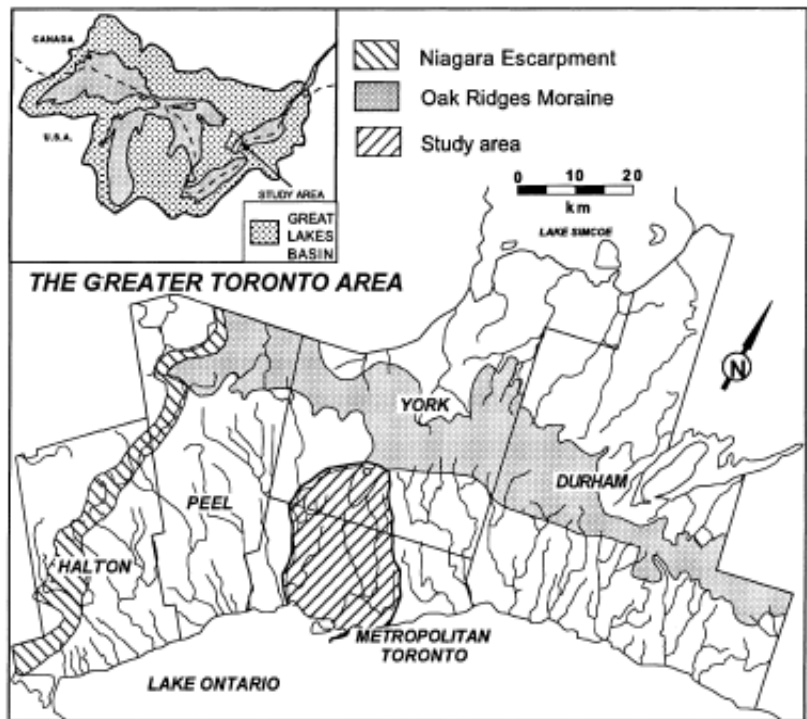 CANADA
U.S.A.
STUDY AREA
GREAT
LAKES
BASIN
Niagara Escarpment
Oak Ridges Moraine
Study area
0 10 20
km
LAKE SIMCOE
THE GREATER TORONTO AREA
N
YORK
DURHAM
PEEL
HALTON
METROPOLITAN
TORONTO
LAKE ONTARIO